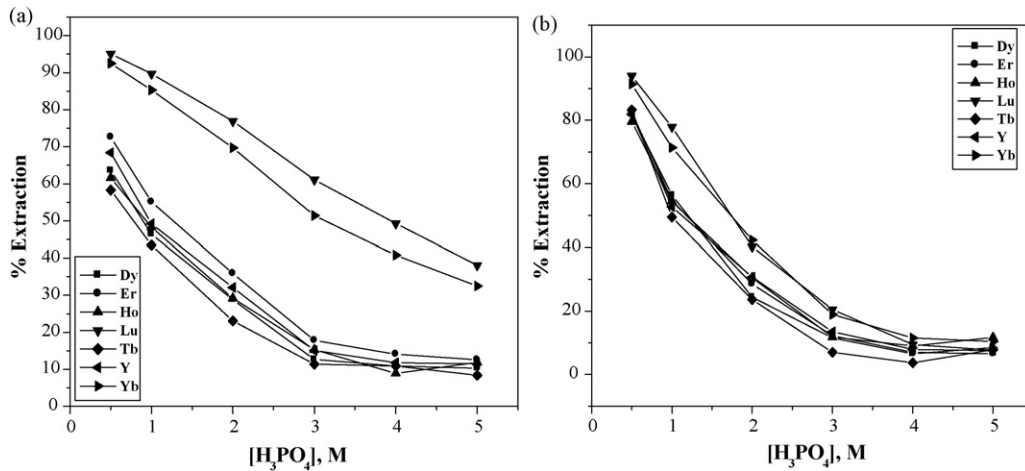 (a)
100
90
80
70
60
50
40
30
20
10
0
% Extraction
Dy
Er
Ho
Lu
Tb
Y
Yb
0 1 2 3 4 5
[H₃PO₄], M
(b)
100
80
60
40
20
0
% Extraction
Dy
Er
Ho
Lu
Tb
Y
Yb
0 1 2 3 4 5
[H₃PO₄], M